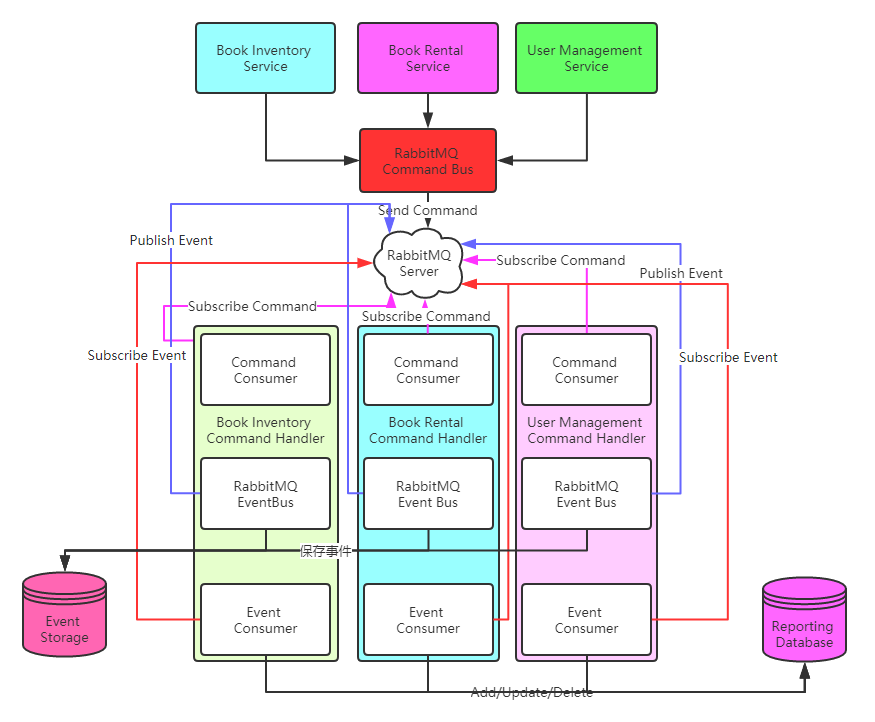 Book Inventory
Service
Book Rental
Service
User Management
Service
RabbitMQ
Command Bus
Send Command
Publish Event
RabbitMQ
Server
Subscribe Command
Publish Event
Subscribe Command
Subscribe Command
Subscribe Event
Subscribe Event
Command
Consumer
Command
Consumer
Command
Consumer
Book Inventory
Command Handler
Book Rental
Command Handler
User Management
Command Handler
RabbitMQ
EventBus
RabbitMQ
Event Bus
RabbitMQ
Event Bus
保存事件
Event
Storage
Event
Consumer
Event
Consumer
Event
Consumer
Reporting
Database
Add/Update/Delete